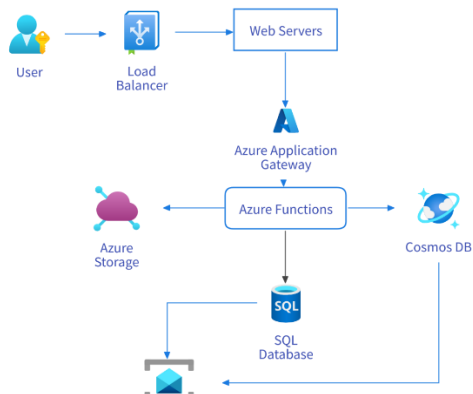 Web Servers
User
Load
Balancer
Azure Application
Gateway
Azure Functions
Azure
Storage
Cosmos DB
SQL
SQL
Database